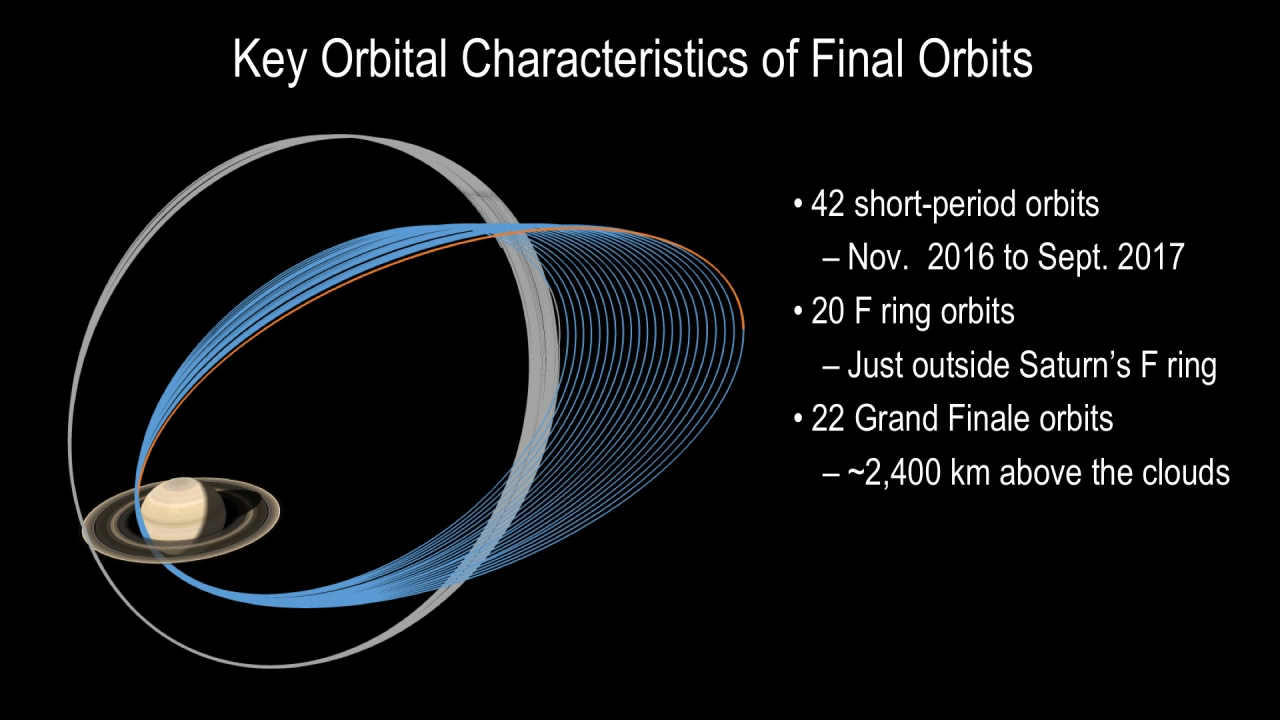 Key Orbital Characteristics of Final Orbits
• 42 short-period orbits
– Nov.  2016 to Sept. 2017
• 20 F ring orbits
– Just outside Saturn’s F ring
• 22 Grand Finale orbits
– ~2,400 km above the clouds